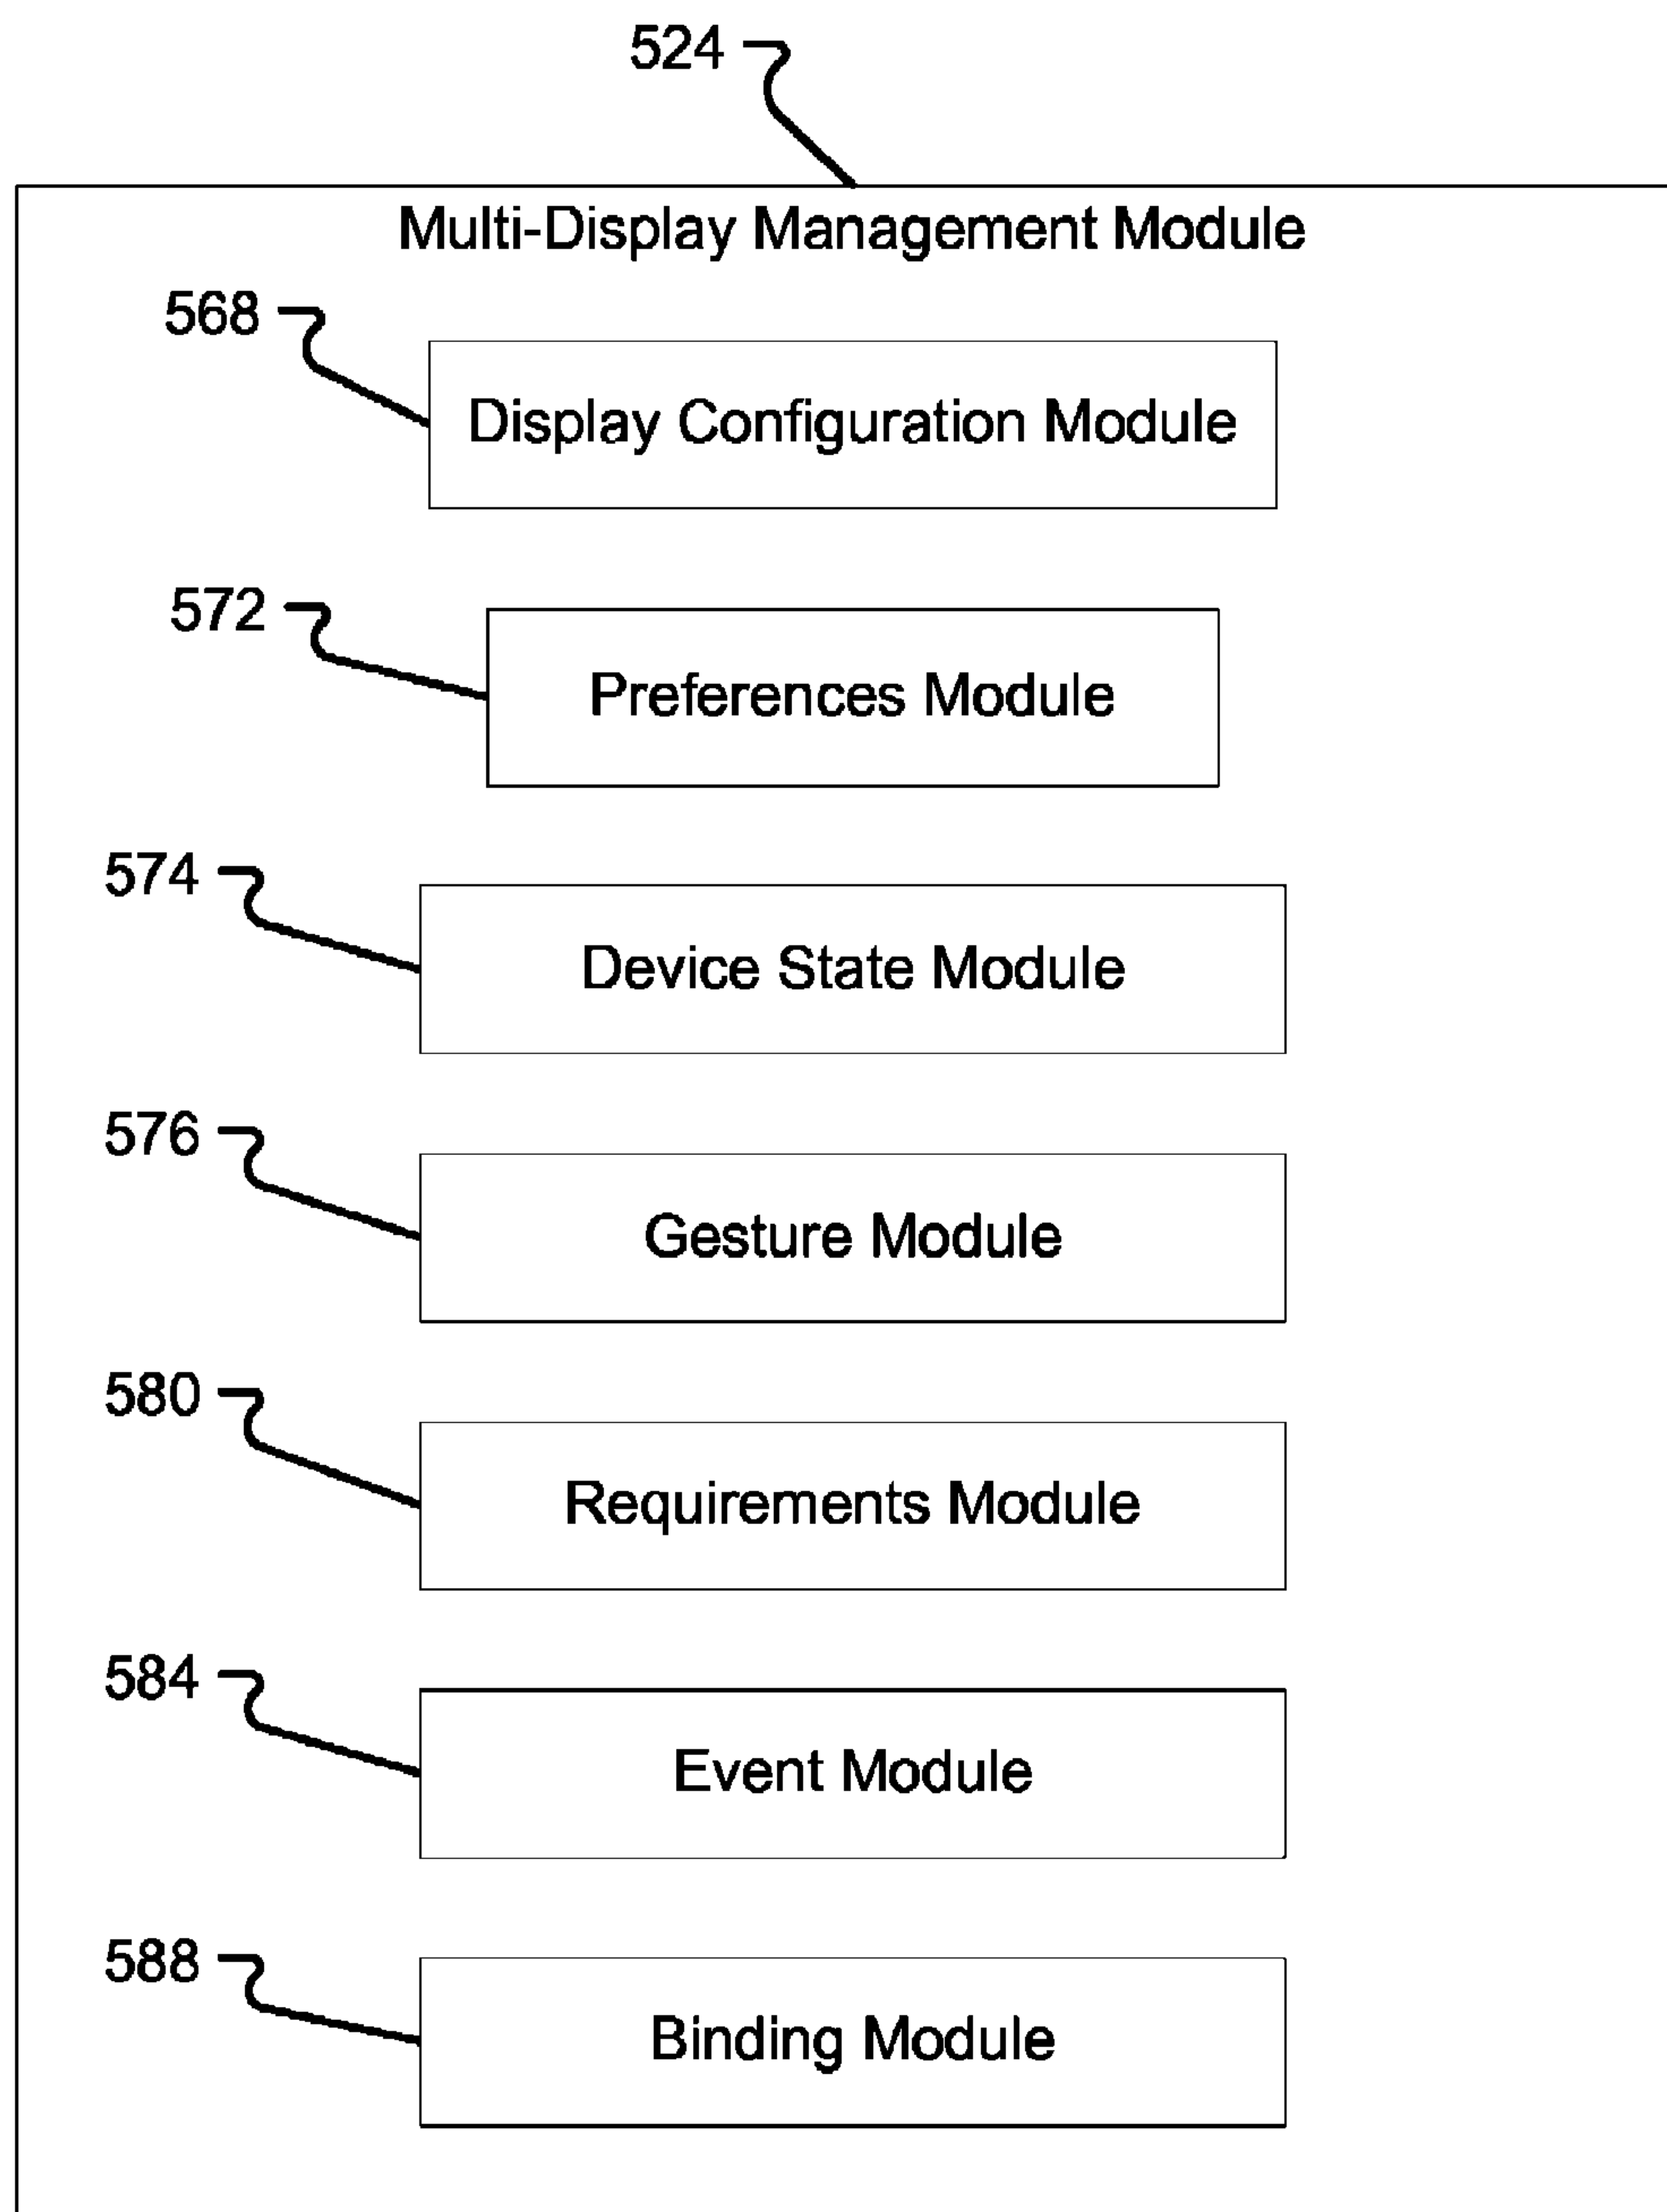 524
Multi-Display Management Module
568
Display Configuration Module
572
Preferences Module
574
Device State Module
576
Gesture Module
580
Requirements Module
584
Event Module
588
Binding Module